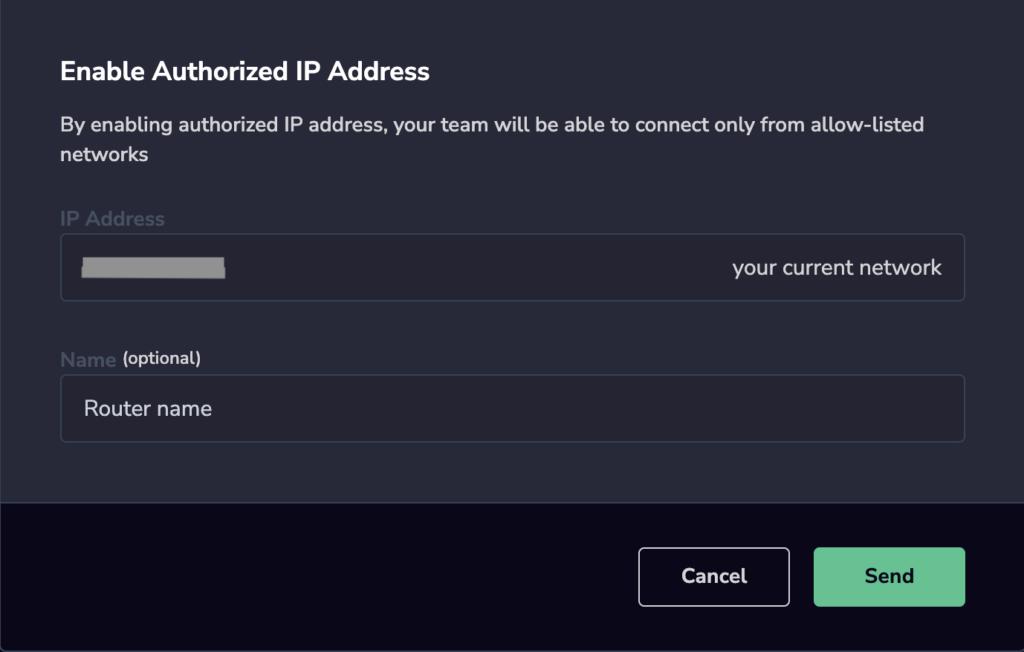 Enable Authorized IP Address
By enabling authorized IP address, your team will be able to connect only from allow-listed
networks
IP Address
your current network
Name (optional)
Router name
Cancel
Send